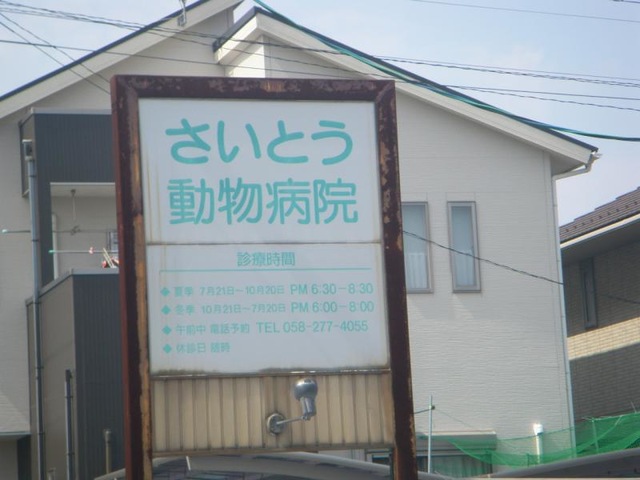 さいとう
動物病院
診療時間
◆ 夏季 7月21日～10月20日 PM 6:30－8:30
◆ 冬季 10月21日～7月20日 PM 6:00－8:00
◆ 午前中 電話予約 TEL 058-277-4055
◆ 休診日 随時